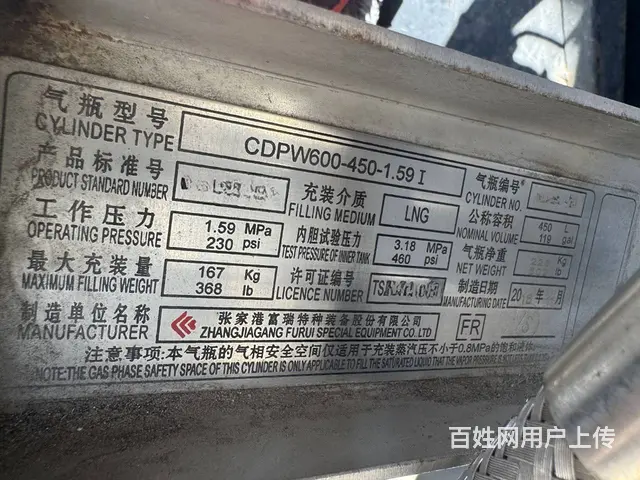 气瓶型号 CDPW600-450-1.59 I
CYLINDER TYPE
产品标准号 充装介质 LNG 气瓶编号
PRODUCT STANDARD NUMBER FILLING MEDIUM CYLINDER NO.
工作压力 1.59 MPa 内胆试验压力 3.18 MPa 公称容积 450 L
OPERATING PRESSURE 230 psi TEST PRESSURE OF INNER TANK 460 psi NOMINAL VOLUME 119 gal
最大充装量 167 Kg 许可证编号 气瓶净重
MAXIMUM FILLING WEIGHT 368 lb LICENCE NUMBER NET WEIGHT
制造日期 年 月
MANUFACTURING DATE
制造单位名称 张家港富瑞特种装备股份有限公司 FR
MANUFACTURER ZHANGJIAGANG FURUI SPECIAL EQUIPMENT CO. LTD
注意事项:本气瓶的气相安全空间仅适用于充装蒸汽压不小于0.8MPa的饱和液体
NOTE:THE GAS PHASE SAFETY SPACE OF THIS CYLINDER IS ONLY APPLICABLE TO FILL THE SATURATED LIQUID THAT THE
百姓网用户上传